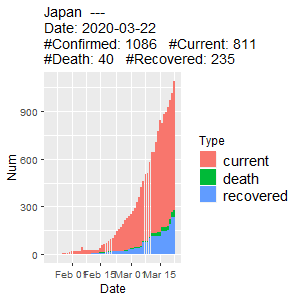 Japan ---
Date: 2020-03-22
#Confirmed: 1086 #Current: 811
#Death: 40 #Recovered: 235
900
600
300
0
Num
Feb 01
Feb 15
Mar 01
Mar 15
Date
Type
current
death
recovered